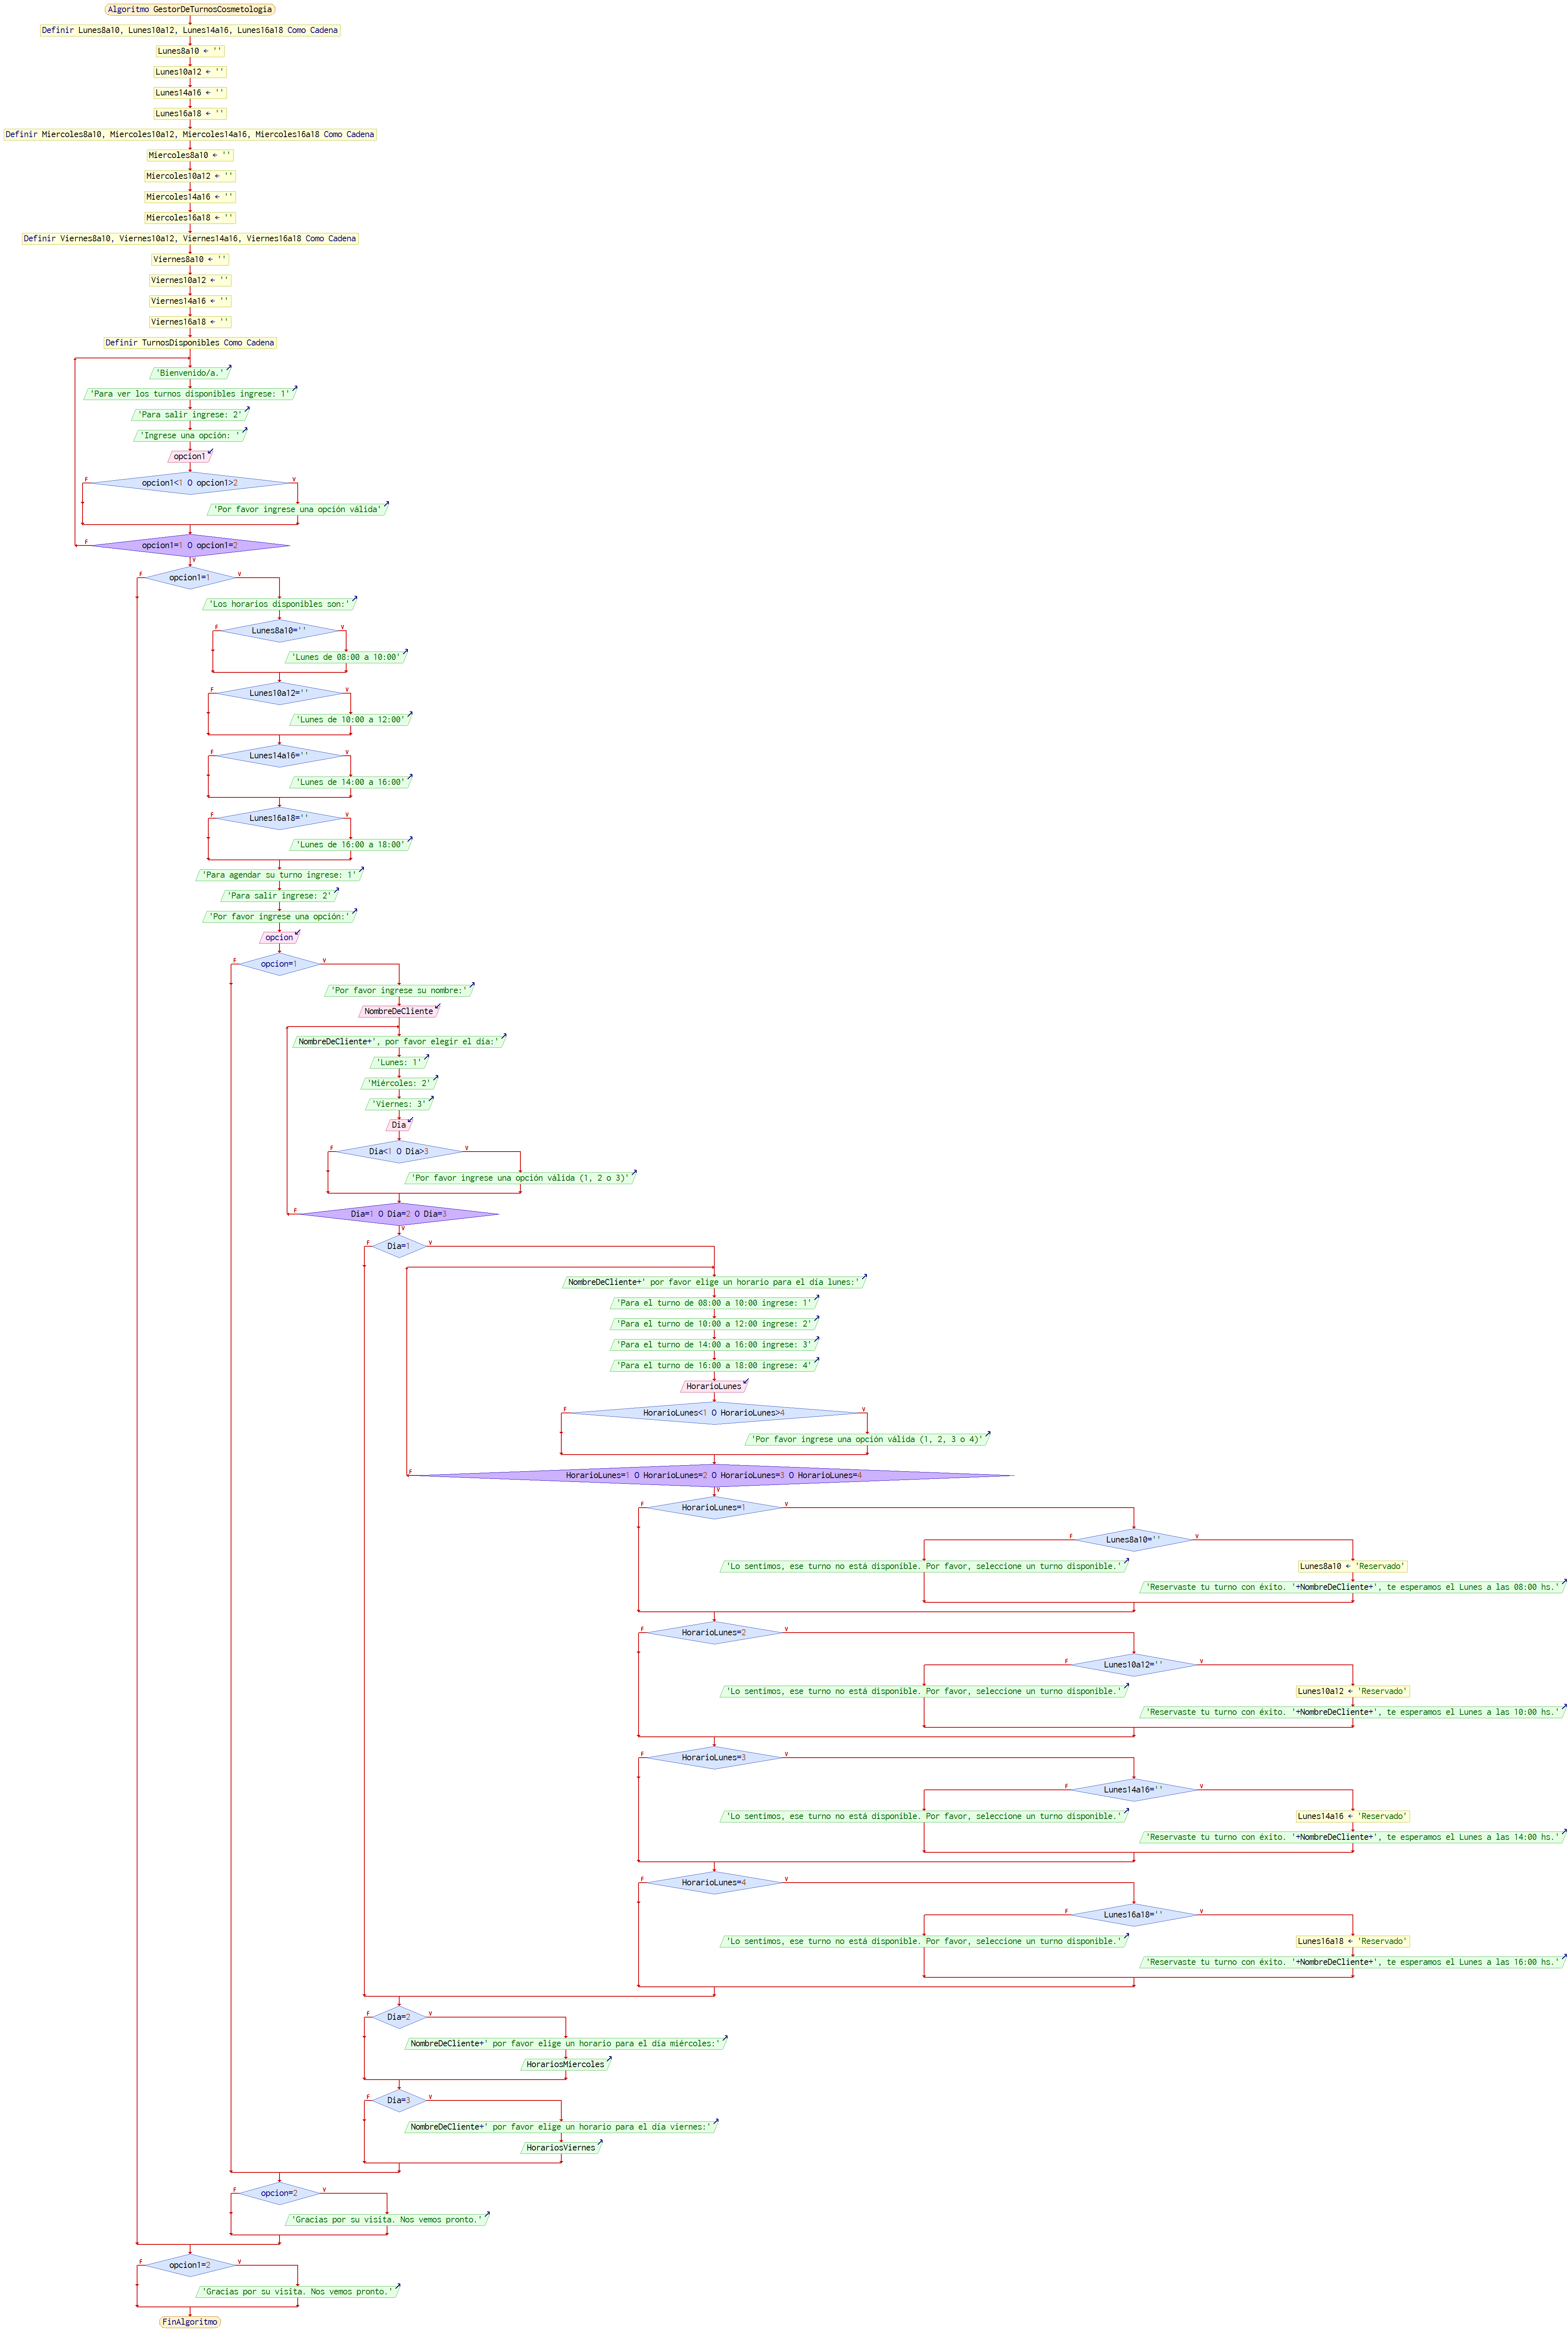 Algoritmo GestorDeTurnosCosmetologia
Definir Lunes8a10, Lunes10a12, Lunes14a16, Lunes16a18 Como Cadena
Lunes8a10 ← ''
Lunes10a12 ← ''
Lunes14a16 ← ''
Lunes16a18 ← ''
Definir Miercoles8a10, Miercoles10a12, Miercoles14a16, Miercoles16a18 Como Cadena
Miercoles8a10 ← ''
Miercoles10a12 ← ''
Miercoles14a16 ← ''
Miercoles16a18 ← ''
Definir Viernes8a10, Viernes10a12, Viernes14a16, Viernes16a18 Como Cadena
Viernes8a10 ← ''
Viernes10a12 ← ''
Viernes14a16 ← ''
Viernes16a18 ← ''
Definir TurnosDisponibles Como Cadena
'Bienvenido/a.'
'Para ver los turnos disponibles ingrese: 1'
'Para salir ingrese: 2'
'Ingrese una opción: '
opcion1
F opcion1<1 O opcion1>2 V
'Por favor ingrese una opción válida'
F opcion1=1 O opcion1=2
V
F opcion1=1 V
'Los horarios disponibles son:'
F Lunes8a10='' V
'Lunes de 08:00 a 10:00'
F Lunes10a12='' V
'Lunes de 10:00 a 12:00'
F Lunes14a16='' V
'Lunes de 14:00 a 16:00'
F Lunes16a18='' V
'Lunes de 16:00 a 18:00'
'Para agendar su turno ingrese: 1'
'Para salir ingrese: 2'
'Por favor ingrese una opción:'
opcion
F opcion=1 V
'Por favor ingrese su nombre:'
NombreDeCliente
NombreDeCliente+', por favor elegir el día:'
'Lunes: 1'
'Miércoles: 2'
'Viernes: 3'
Dia
F Dia<1 O Dia>3 V
'Por favor ingrese una opción válida (1, 2 o 3)'
F Dia=1 O Dia=2 O Dia=3
V
F Dia=1 V
NombreDeCliente+' por favor elige un horario para el día lunes:'
'Para el turno de 08:00 a 10:00 ingrese: 1'
'Para el turno de 10:00 a 12:00 ingrese: 2'
'Para el turno de 14:00 a 16:00 ingrese: 3'
'Para el turno de 16:00 a 18:00 ingrese: 4'
HorarioLunes
F HorarioLunes<1 O HorarioLunes>4 V
'Por favor ingrese una opción válida (1, 2, 3 o 4)'
F HorarioLunes=1 O HorarioLunes=2 O HorarioLunes=3 O HorarioLunes=4
V
F HorarioLunes=1 V
F Lunes8a10='' V
'Lo sentimos, ese turno no está disponible. Por favor, seleccione un turno disponible.' Lunes8a10 ← 'Reservado'
'Reservaste tu turno con éxito. '+NombreDeCliente+', te esperamos el Lunes a las 08:00 hs.'
F HorarioLunes=2 V
F Lunes10a12='' V
'Lo sentimos, ese turno no está disponible. Por favor, seleccione un turno disponible.' Lunes10a12 ← 'Reservado'
'Reservaste tu turno con éxito. '+NombreDeCliente+', te esperamos el Lunes a las 10:00 hs.'
F HorarioLunes=3 V
F Lunes14a16='' V
'Lo sentimos, ese turno no está disponible. Por favor, seleccione un turno disponible.' Lunes14a16 ← 'Reservado'
'Reservaste tu turno con éxito. '+NombreDeCliente+', te esperamos el Lunes a las 14:00 hs.'
F HorarioLunes=4 V
F Lunes16a18='' V
'Lo sentimos, ese turno no está disponible. Por favor, seleccione un turno disponible.' Lunes16a18 ← 'Reservado'
'Reservaste tu turno con éxito. '+NombreDeCliente+', te esperamos el Lunes a las 16:00 hs.'
F Dia=2 V
NombreDeCliente+' por favor elige un horario para el día miércoles:'
HorariosMiercoles
F Dia=3 V
NombreDeCliente+' por favor elige un horario para el día viernes:'
HorariosViernes
F opcion=2 V
'Gracias por su visita. Nos vemos pronto.'
F opcion1=2 V
'Gracias por su visita. Nos vemos pronto.'
FinAlgoritmo